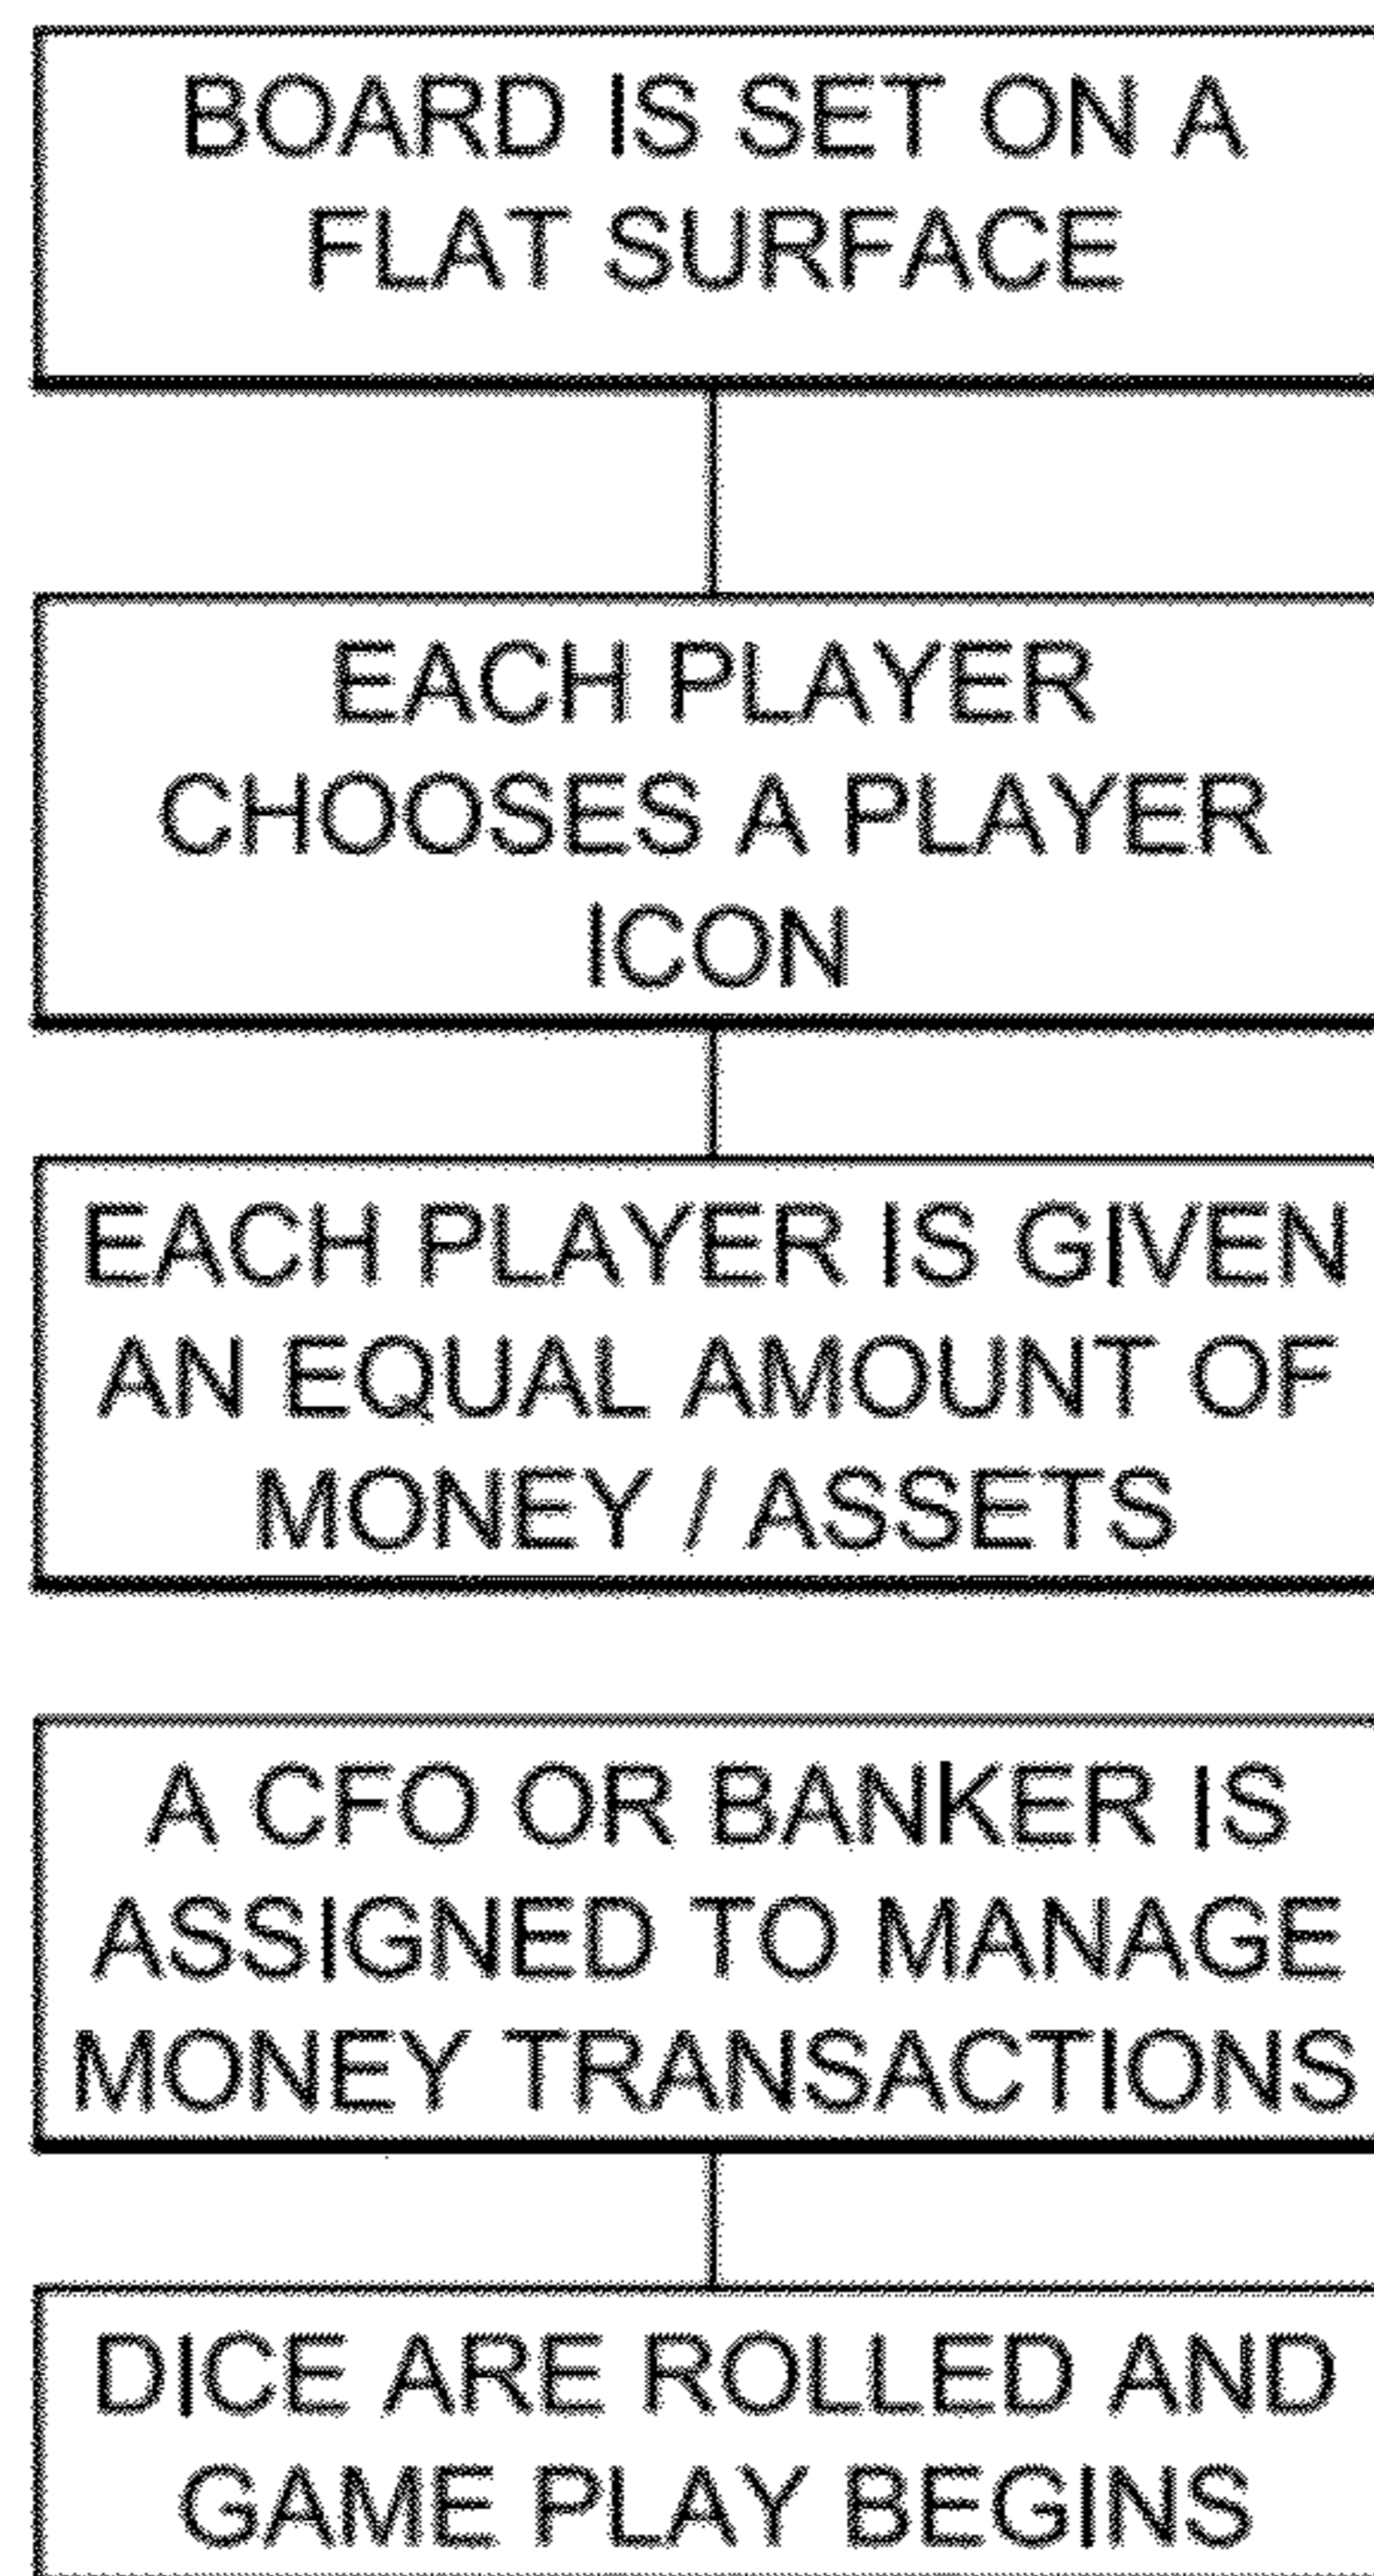 BOARD IS SET ON A
FLAT SURFACE
EACH PLAYER
CHOOSES A PLAYER
ICON
EACH PLAYER IS GIVEN
AN EQUAL AMOUNT OF
MONEY / ASSETS
A CFO OR BANKER IS
ASSIGNED TO MANAGE
MONEY TRANSACTIONS
DICE ARE ROLLED AND
GAME PLAY BEGINS